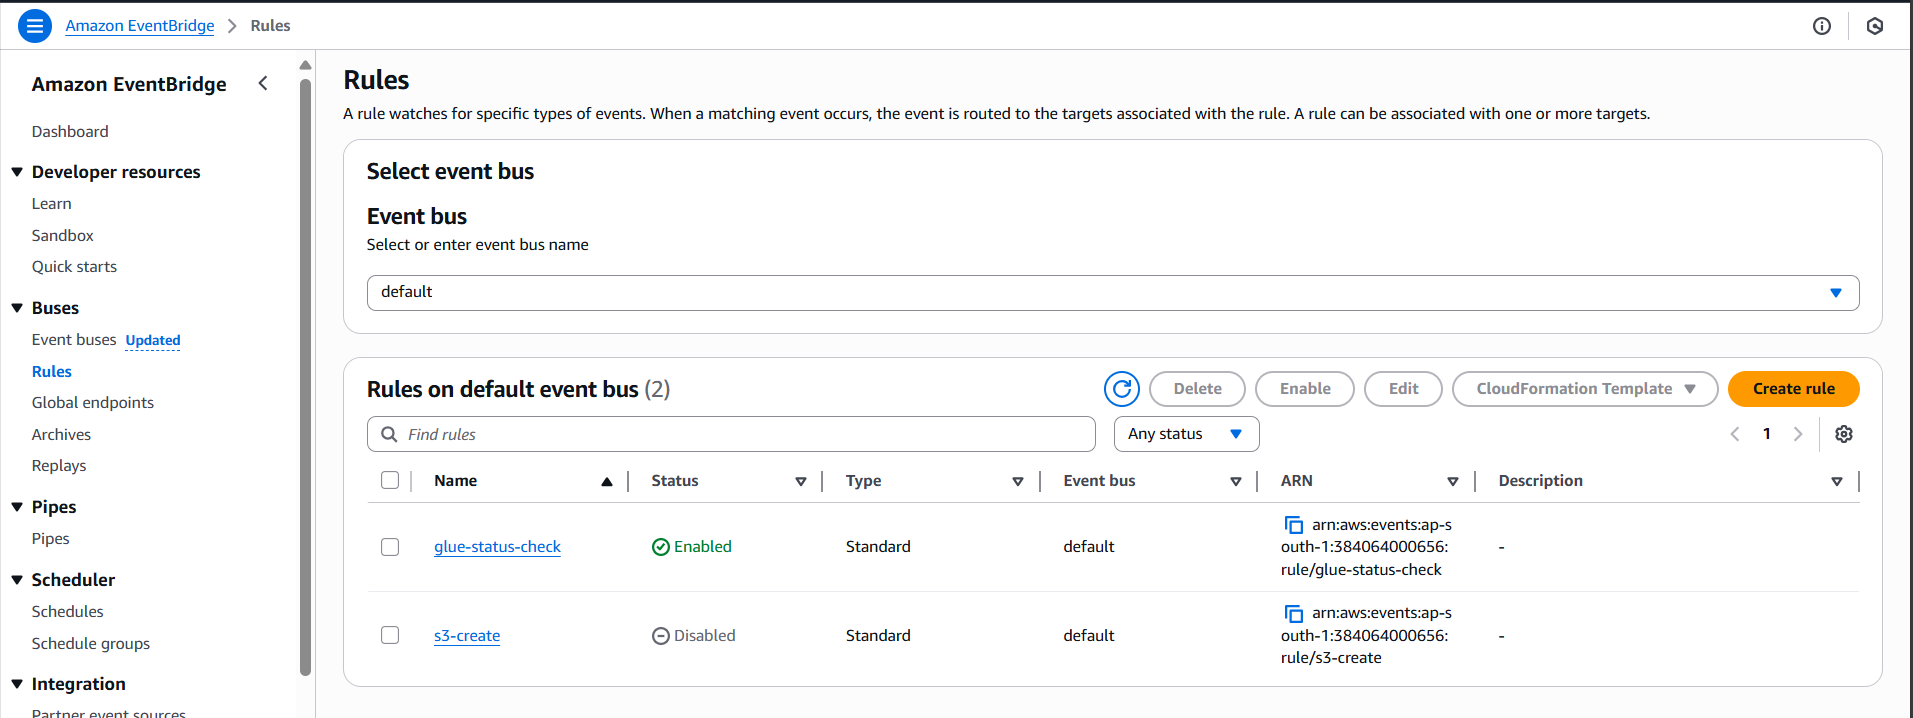 Amazon EventBridge > Rules
Amazon EventBridge
Dashboard
Developer resources
Learn
Sandbox
Quick starts
Buses
Event buses Updated
Rules
Global endpoints
Archives
Replays
Pipes
Pipes
Scheduler
Schedules
Schedule groups
Integration
Partner event sources
Rules
A rule watches for specific types of events. When a matching event occurs, the event is routed to the targets associated with the rule. A rule can be associated with one or more targets.
Select event bus
Event bus
Select or enter event bus name
default
Rules on default event bus (2)
Delete
Enable
Edit
CloudFormation Template
Create rule
Find rules
Any status
1
Name Status Type Event bus ARN Description
glue-status-check Enabled Standard default arn:aws:events:ap-s
outh-1:384064000656:
rule/glue-status-check
-
s3-create Disabled Standard default arn:aws:events:ap-s
outh-1:384064000656:
rule/s3-create
-